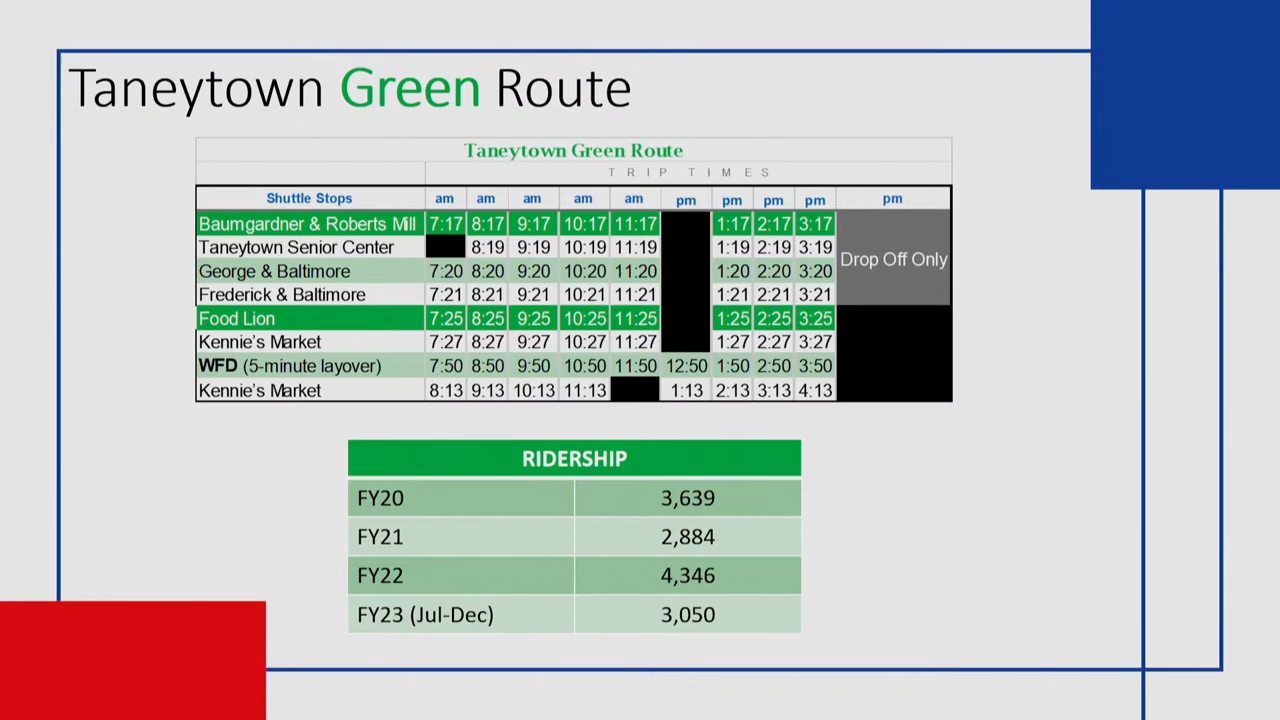 Taneytown Green Route
Taneytown Green Route
TRIP TIMES
Shuttle Stops am am am am am pm pm pm pm pm
Baumgardner & Roberts Mill 7:17 8:17 9:17 10:17 11:17 1:17 2:17 3:17
Taneytown Senior Center 8:19 9:19 10:19 11:19 1:19 2:19 3:19
Drop Off Only
George & Baltimore 7:20 8:20 9:20 10:20 11:20 1:20 2:20 3:20
Frederick & Baltimore 7:21 8:21 9:21 10:21 11:21 1:21 2:21 3:21
Food Lion 7:25 8:25 9:25 10:25 11:25 1:25 2:25 3:25
Kennie's Market 7:27 8:27 9:27 10:27 11:27 1:27 2:27 3:27
WFD (5-minute layover) 7:50 8:50 9:50 10:50 11:50 12:50 1:50 2:50 3:50
Kennie's Market 8:13 9:13 10:13 11:13 1:13 2:13 3:13 4:13
RIDERSHIP
FY20 3,639
FY21 2,884
FY22 4,346
FY23 (Jul-Dec) 3,050